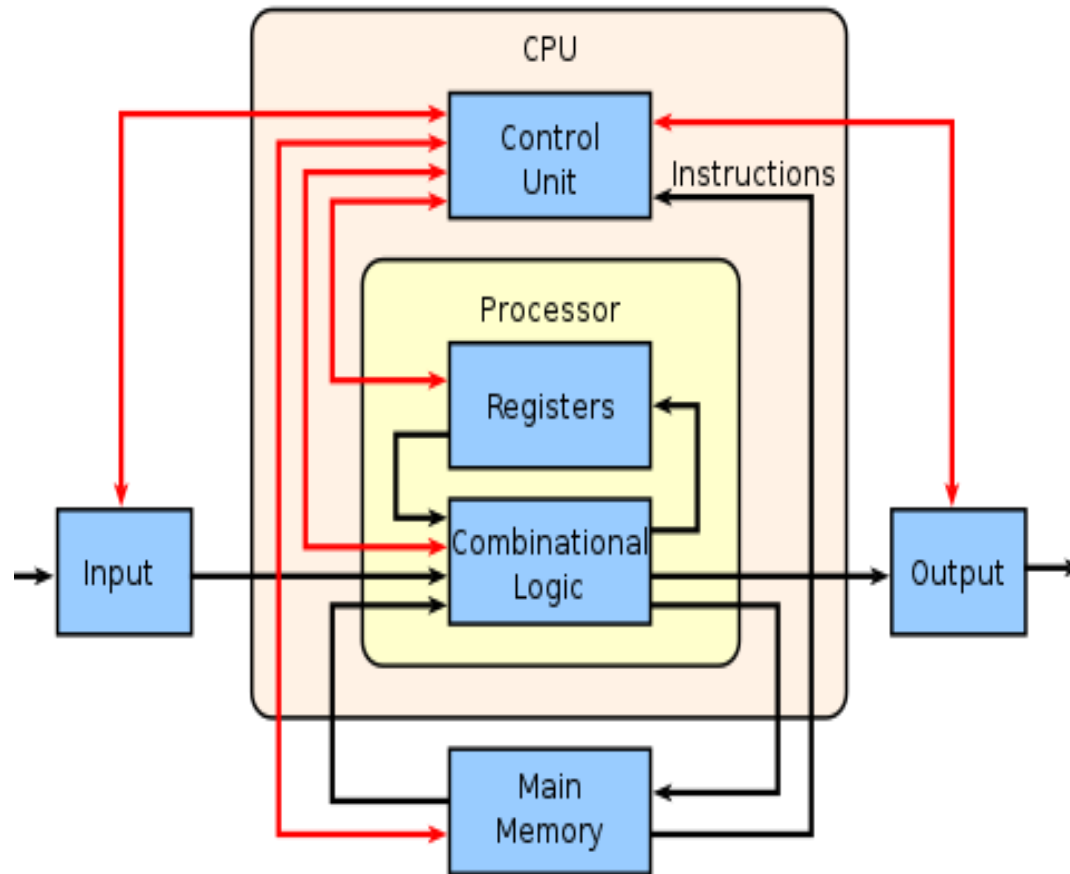 CPU
Control
Unit
Instructions
Processor
Registers
Combinational
Logic
Input
Output
Main
Memory